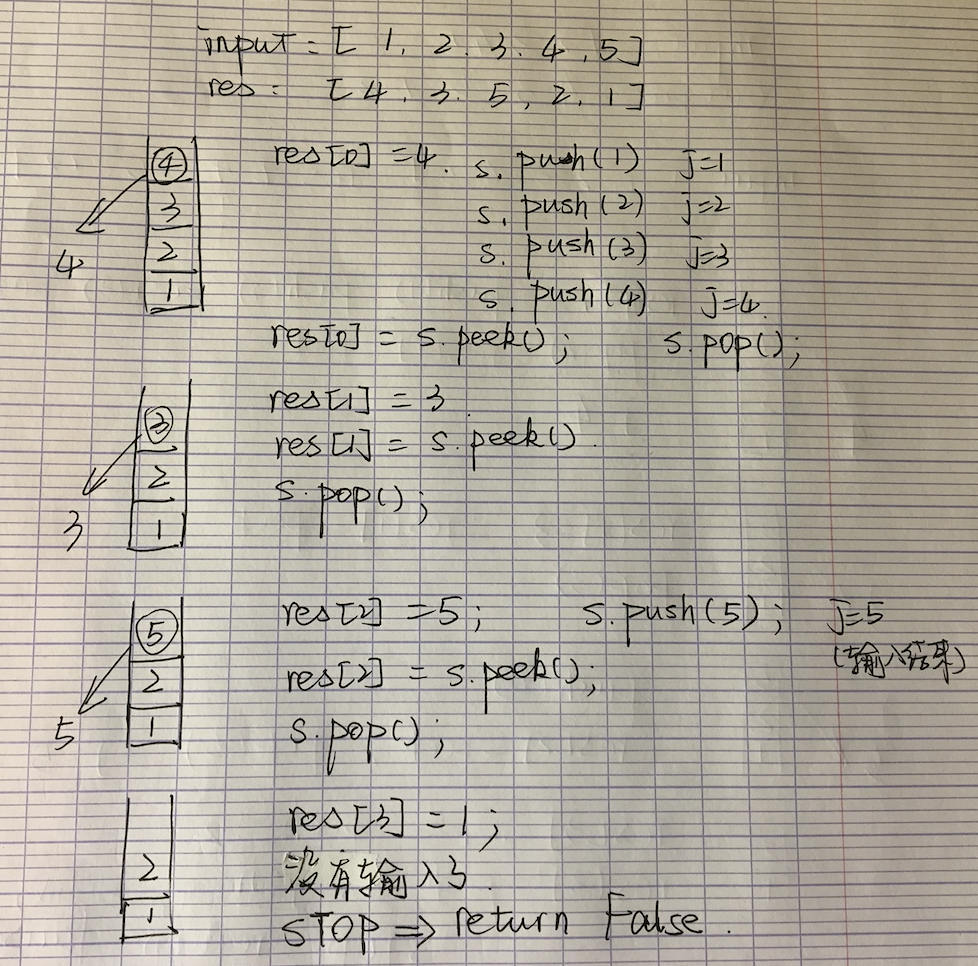 input = [ 1, 2, 3, 4, 5]
res = [4, 3, 5, 2, 1]
4
3
2
1
4
res[0] = 4. s. push(1) j=1
s. push(2) j=2
s. push(3) j=3
s. push(4) j=4.
res[0] = s.peek(); s.pop();
3
2
1
3
res[1] = 3
res[1] = s.peek().
s.pop();
5
2
1
5
res[2] = 5; s.push(5); j=5
(输入结束)
res[2] = s.peek();
s.pop();
2
1
res[3] = 1;
没有输入了.
STOP ⇒ return False.